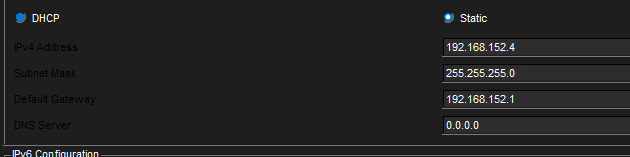 DHCP Static
IPv4 Address 192.168.152.4
Subnet Mask 255.255.255.0
Default Gateway 192.168.152.1
DNS Server 0.0.0.0
IPv6 Configuration